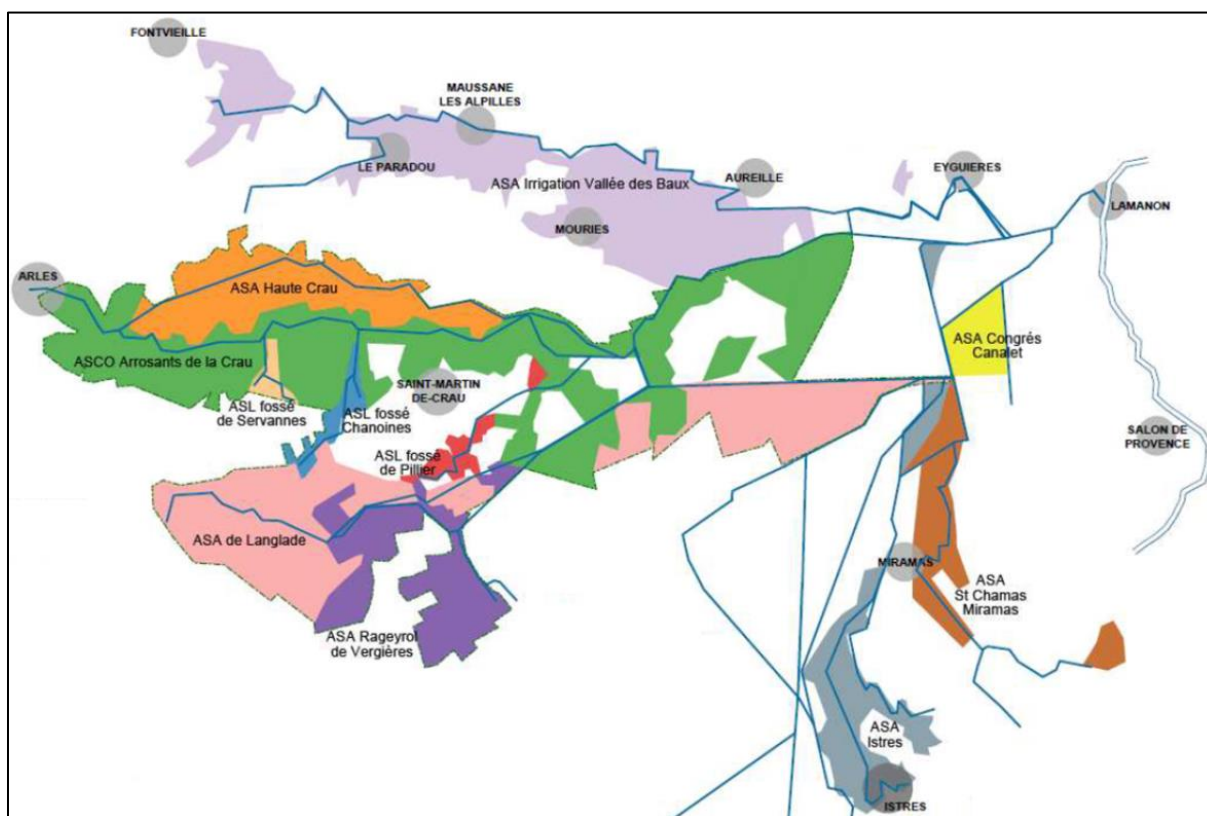 FONTVIEILLE
MAUSSANE
LES ALPILLES
LE PARADOU
ASA Irrigation Vallée des Baux
AUREILLE
EYGUIERES
LAMANON
MOURIES
ARLES
ASA Haute Crau
ASCO Arrosants de la Crau
SAINT-MARTIN
DE-CRAU
ASA Congrés
Canalet
ASL fossé
de Servannes
ASL fossé
Chanoines
ASL fossé
de Pillier
SALON DE
PROVENCE
ASA de Langlade
MIRAMAS
ASA
St Chamas
Miramas
ASA Rageyrol
de Vergières
ASA
Istres
ISTRES